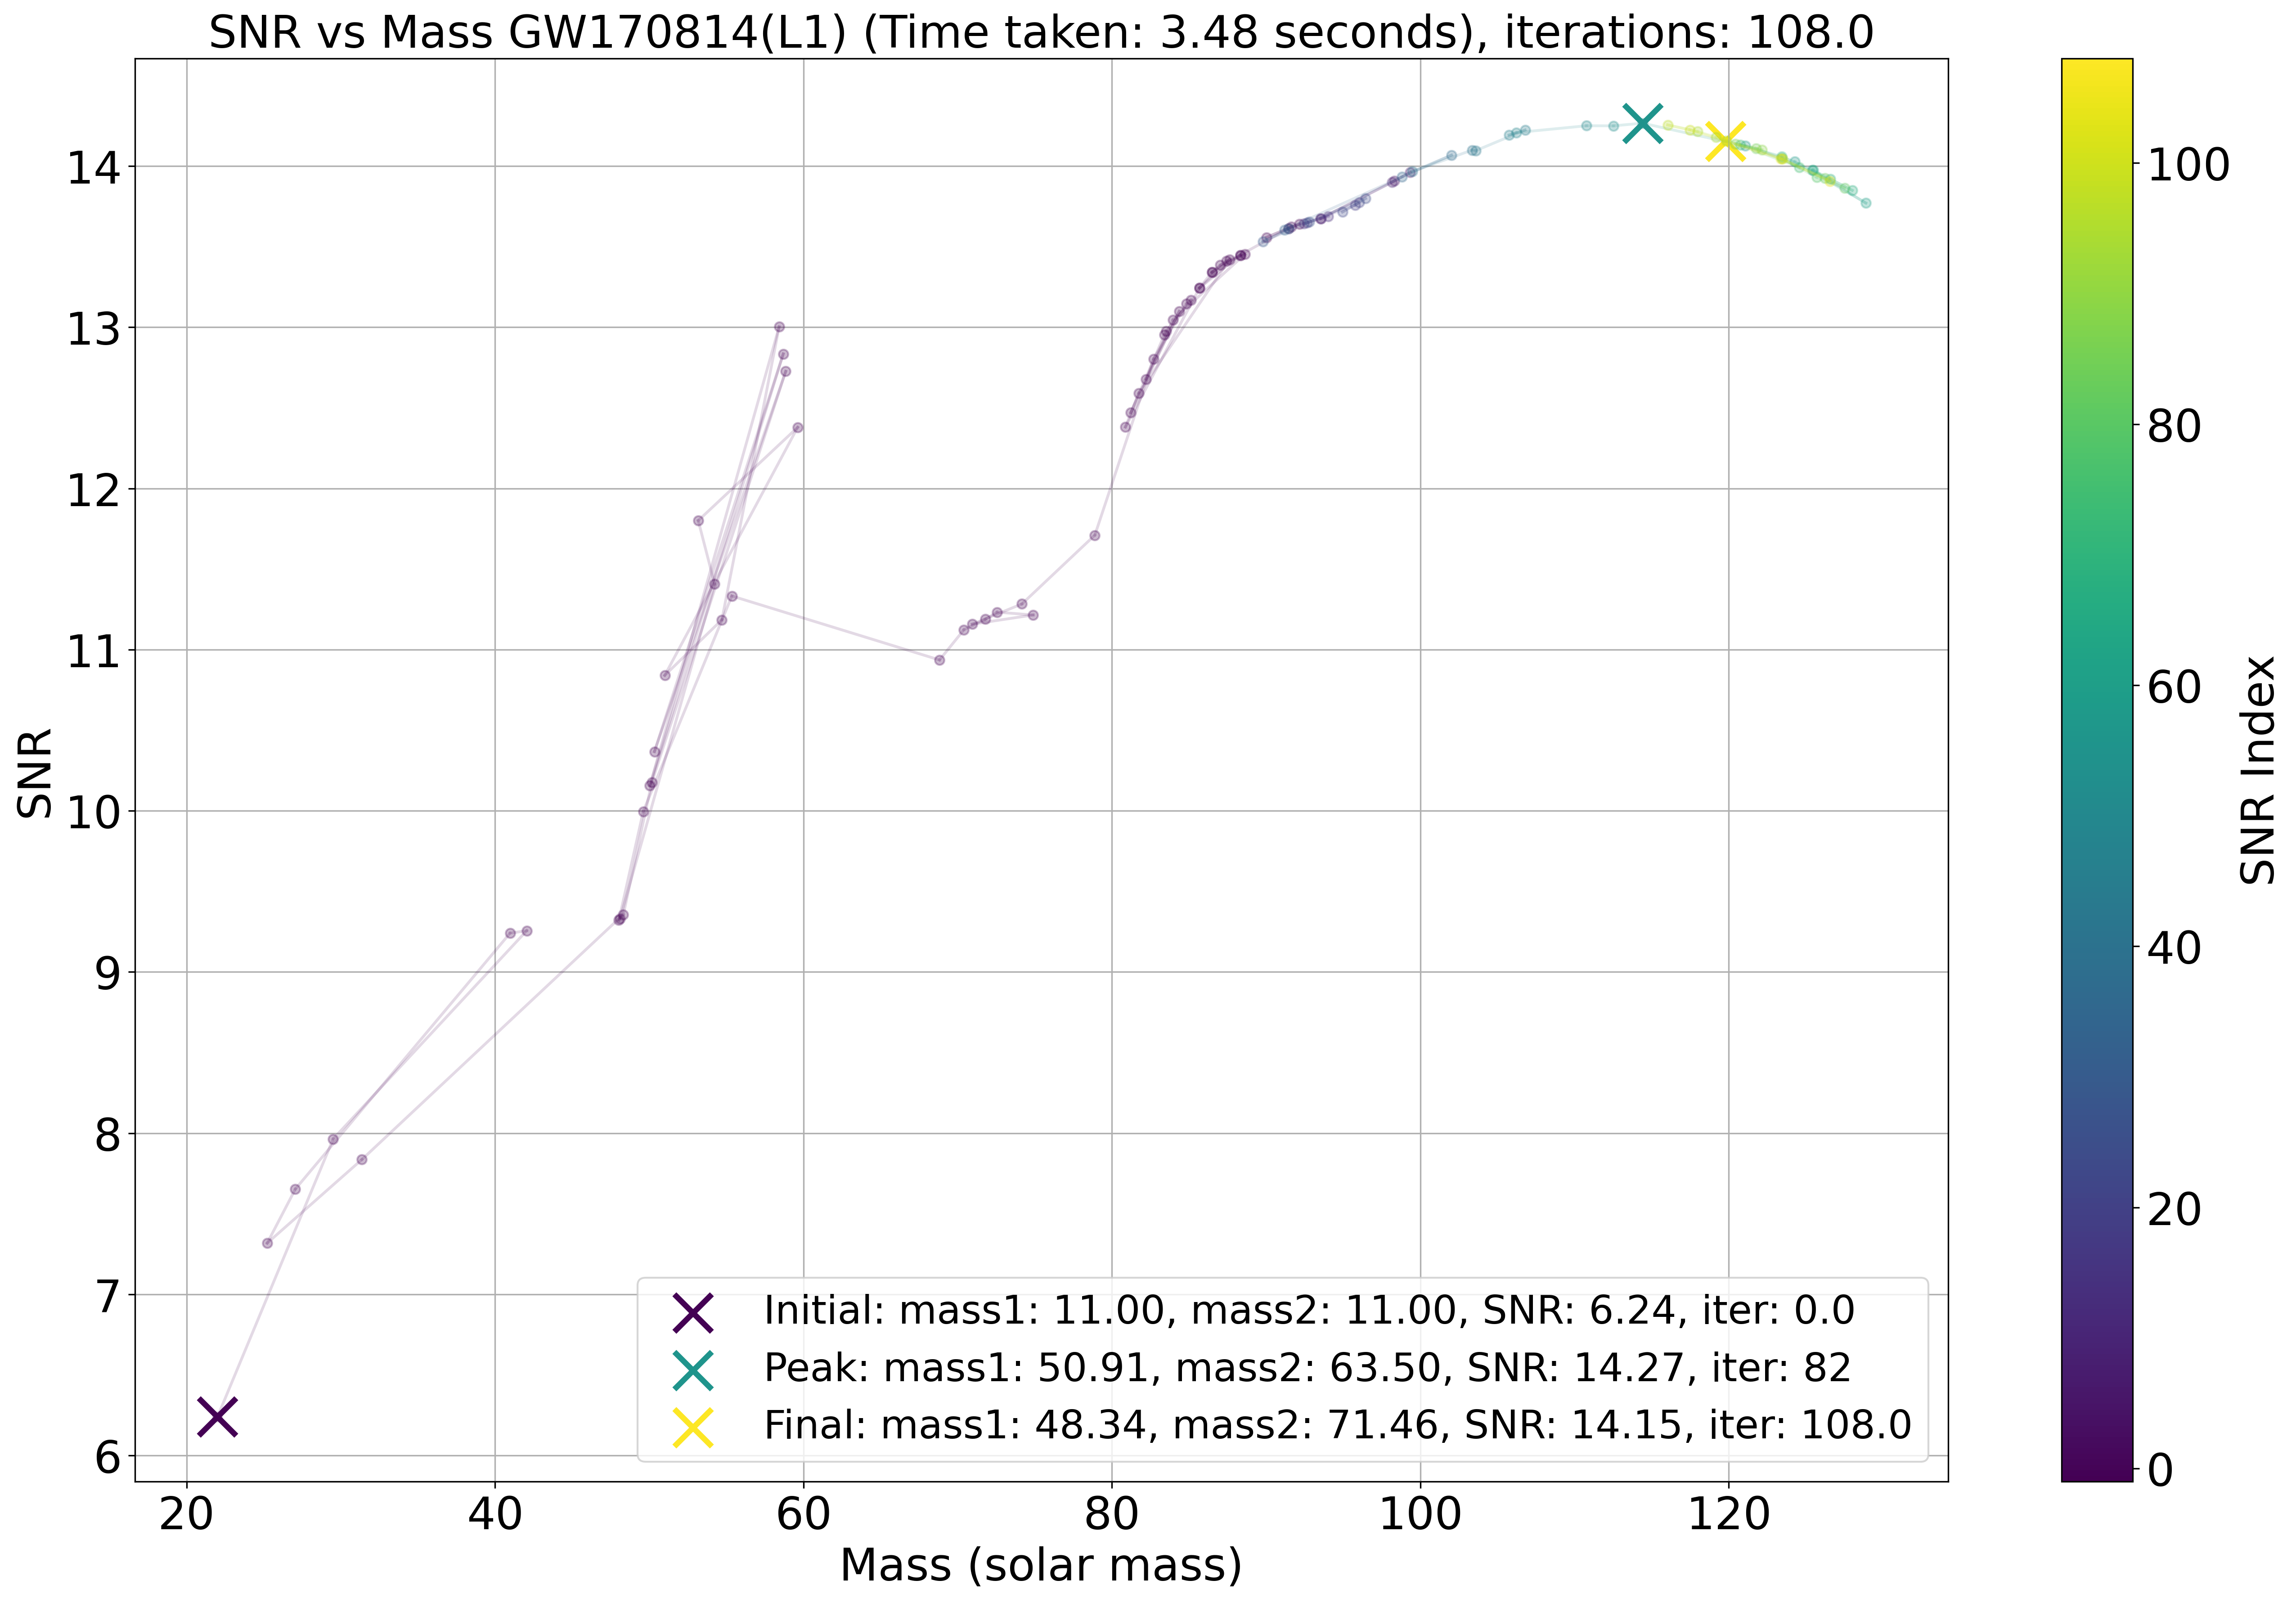 SNR vs Mass GW170814(L1) (Time taken: 3.48 seconds), iterations: 108.0
14
13
12
11
10
9
8
7
6
SNR
20 40 60 80 100 120
Mass (solar mass)
Initial: mass1: 11.00, mass2: 11.00, SNR: 6.24, iter: 0.0
Peak: mass1: 50.91, mass2: 63.50, SNR: 14.27, iter: 82
Final: mass1: 48.34, mass2: 71.46, SNR: 14.15, iter: 108.0
100
80
60
40
20
0
SNR Index